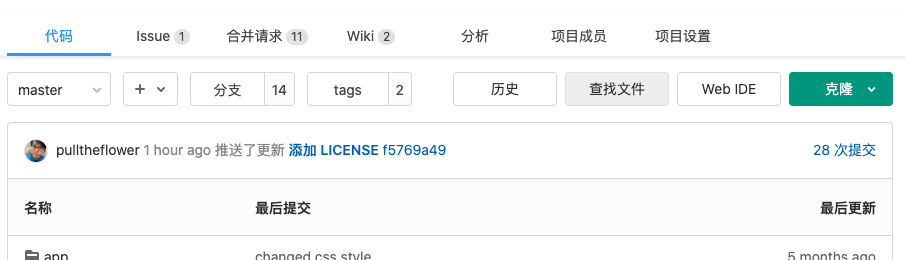 代码 Issue 1 合并请求 11 Wiki 2 分析 项目成员 项目设置
master + 分支 14 tags 2 历史 查找文件 Web IDE 克隆
pulltheflower 1 hour ago 推送了更新 添加 LICENSE f5769a49 28 次提交
名称 最后提交 最后更新
app changed css style 5 months ago